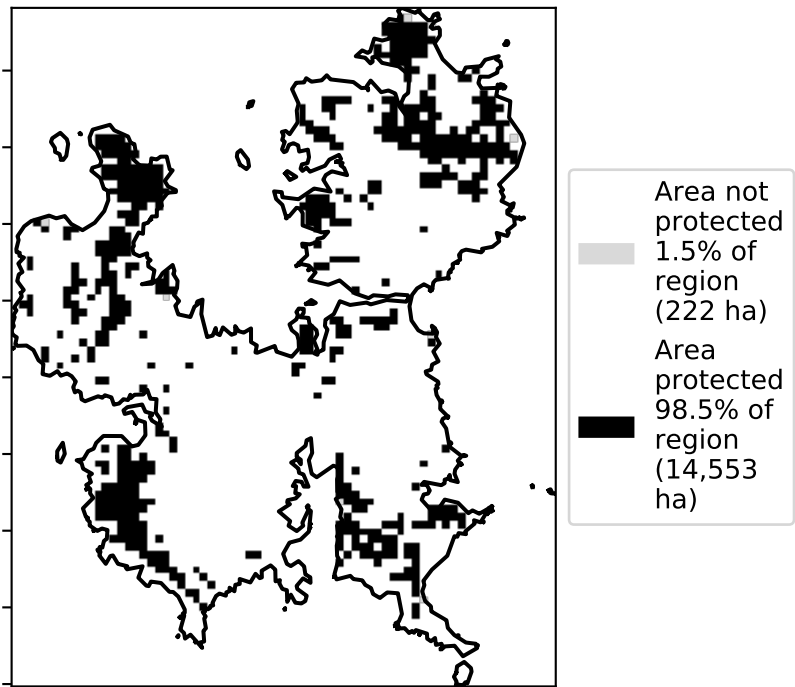 Area not
protected
1.5% of
region
(222 ha)
Area
protected
98.5% of
region
(14,553
ha)